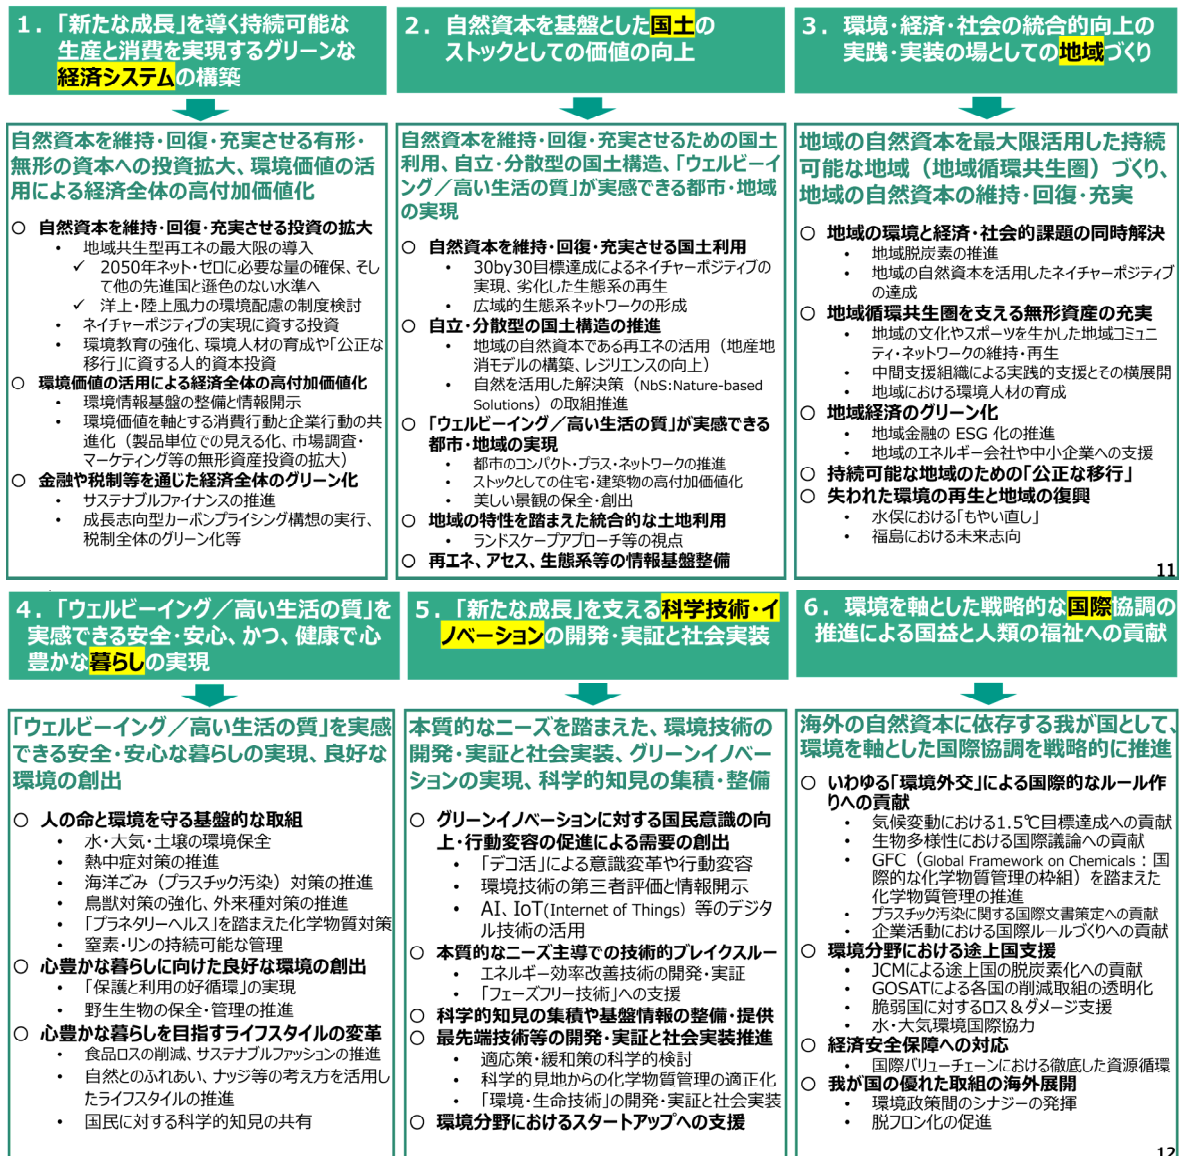 1．「新たな成長」を導く持続可能な
生産と消費を実現するグリーンな
経済システムの構築
自然資本を維持・回復・充実させる有形・
無形の資本への投資拡大、環境価値の活
用による経済全体の高付加価値化
○ 自然資本を維持・回復・充実させる投資の拡大
• 地域共生型再エネの最大限の導入
✓ 2050年ネット・ゼロに必要な量の確保、そし
て他の先進国と遜色のない水準へ
✓ 洋上・陸上風力の環境配慮の制度検討
• ネイチャーポジティブの実現に資する投資
• 環境教育の強化、環境人材の育成や「公正な
移行」に資する人的資本投資
○ 環境価値の活用による経済全体の高付加価値化
• 環境情報基盤の整備と情報開示
• 環境価値を軸とする消費行動と企業行動の共
進化（製品単位での見える化、市場調査・
マーケティング等の無形資産投資の拡大）
○ 金融や税制等を通じた経済全体のグリーン化
• サステナブルファイナンスの推進
• 成長志向型カーボンプライシング構想の実行、
税制全体のグリーン化等
2．自然資本を基盤とした国土の
ストックとしての価値の向上
自然資本を維持・回復・充実させるための国土
利用、自立・分散型の国土構造、「ウェルビーイ
ング／高い生活の質」が実感できる都市・地域
の実現
○ 自然資本を維持・回復・充実させる国土利用
• 30by30目標達成によるネイチャーポジティブの
実現、劣化した生態系の再生
• 広域的生態系ネットワークの形成
○ 自立・分散型の国土構造の推進
• 地域の自然資本である再エネの活用（地産地
消モデルの構築、レジリエンスの向上）
• 自然を活用した解決策（NbS:Nature-based
Solutions）の取組推進
○ 「ウェルビーイング／高い生活の質」が実感できる
都市・地域の実現
• 都市のコンパクト・プラス・ネットワークの推進
• ストックとしての住宅・建築物の高付加価値化
• 美しい景観の保全・創出
○ 地域の特性を踏まえた統合的な土地利用
• ランドスケープアプローチ等の視点
○ 再エネ、アセス、生態系等の情報基盤整備
3．環境・経済・社会の統合的向上の
実践・実装の場としての地域づくり
地域の自然資本を最大限活用した持続
可能な地域（地域循環共生圏）づくり、
地域の自然資本の維持・回復・充実
○ 地域の環境と経済・社会的課題の同時解決
• 地域脱炭素の推進
• 地域の自然資本を活用したネイチャーポジティブ
の達成
○ 地域循環共生圏を支える無形資産の充実
• 地域の文化やスポーツを生かした地域コミュニ
ティ・ネットワークの維持・再生
• 中間支援組織による実践的支援とその横展開
• 地域における環境人材の育成
○ 地域経済のグリーン化
• 地域金融の ESG 化の推進
• 地域のエネルギー会社や中小企業への支援
○ 持続可能な地域のための「公正な移行」
○ 失われた環境の再生と地域の復興
• 水俣における「もやい直し」
• 福島における未来志向
11
4．「ウェルビーイング／高い生活の質」を
実感できる安全・安心、かつ、健康で心
豊かな暮らしの実現
「ウェルビーイング／高い生活の質」を実感
できる安全・安心な暮らしの実現、良好な
環境の創出
○ 人の命と環境を守る基盤的な取組
• 水・大気・土壌の環境保全
• 熱中症対策の推進
• 海洋ごみ（プラスチック汚染）対策の推進
• 鳥獣対策の強化、外来種対策の推進
• 「プラネタリーヘルス」を踏まえた化学物質対策
• 窒素・リンの持続可能な管理
○ 心豊かな暮らしに向けた良好な環境の創出
• 「保護と利用の好循環」の実現
• 野生生物の保全・管理の推進
○ 心豊かな暮らしを目指すライフスタイルの変革
• 食品ロスの削減、サステナブルファッションの推進
• 自然とのふれあい、ナッジ等の考え方を活用し
たライフスタイルの推進
• 国民に対する科学的知見の共有
5．「新たな成長」を支える科学技術・イ
ノベーションの開発・実証と社会実装
本質的なニーズを踏まえた、環境技術の
開発・実証と社会実装、グリーンイノベー
ションの実現、科学的知見の集積・整備
○ グリーンイノベーションに対する国民意識の向
上・行動変容の促進による需要の創出
• 「デコ活」による意識変革や行動変容
• 環境技術の第三者評価と情報開示
• AI、IoT(Internet of Things）等のデジタ
ル技術の活用
○ 本質的なニーズ主導での技術的ブレイクスルー
• エネルギー効率改善技術の開発・実証
• 「フェーズフリー技術」への支援
○ 科学的知見の集積や基盤情報の整備・提供
○ 最先端技術等の開発・実証と社会実装推進
• 適応策・緩和策の科学的検討
• 科学的見地からの化学物質管理の適正化
• 「環境・生命技術」の開発・実証と社会実装
○ 環境分野におけるスタートアップへの支援
6．環境を軸とした戦略的な国際協調の
推進による国益と人類の福祉への貢献
海外の自然資本に依存する我が国として、
環境を軸とした国際協調を戦略的に推進
○ いわゆる「環境外交」による国際的なルール作
りへの貢献
• 気候変動における1.5℃目標達成への貢献
• 生物多様性における国際議論への貢献
• GFC（Global Framework on Chemicals：国
際的な化学物質管理の枠組）を踏まえた
化学物質管理の推進
• プラスチック汚染に関する国際文書策定への貢献
• 企業活動における国際ルールづくりへの貢献
○ 環境分野における途上国支援
• JCMによる途上国の脱炭素化への貢献
• GOSATによる各国の削減取組の透明化
• 脆弱国に対するロス＆ダメージ支援
• 水・大気環境国際協力
○ 経済安全保障への対応
• 国際バリューチェーンにおける徹底した資源循環
○ 我が国の優れた取組の海外展開
• 環境政策間のシナジーの発揮
• 脱フロン化の促進
12